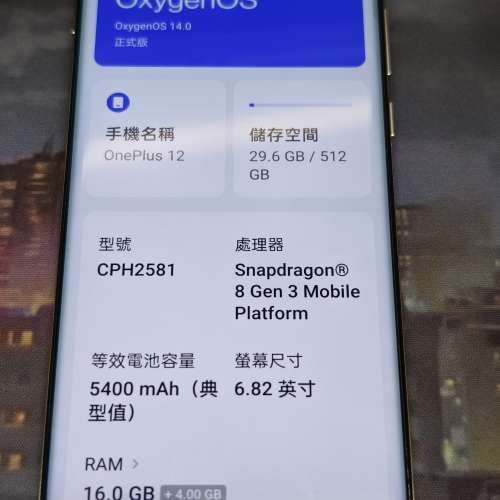 OxygenOS
OxygenOS 14.0
正式版
手機名稱
OnePlus 12
儲存空間
29.6 GB / 512
GB
型號
CPH2581
處理器
Snapdragon®
8 Gen 3 Mobile
Platform
等效電池容量
5400 mAh（典
型值）
螢幕尺寸
6.82 英寸
RAM >
16.0 GB + 4.00 GB